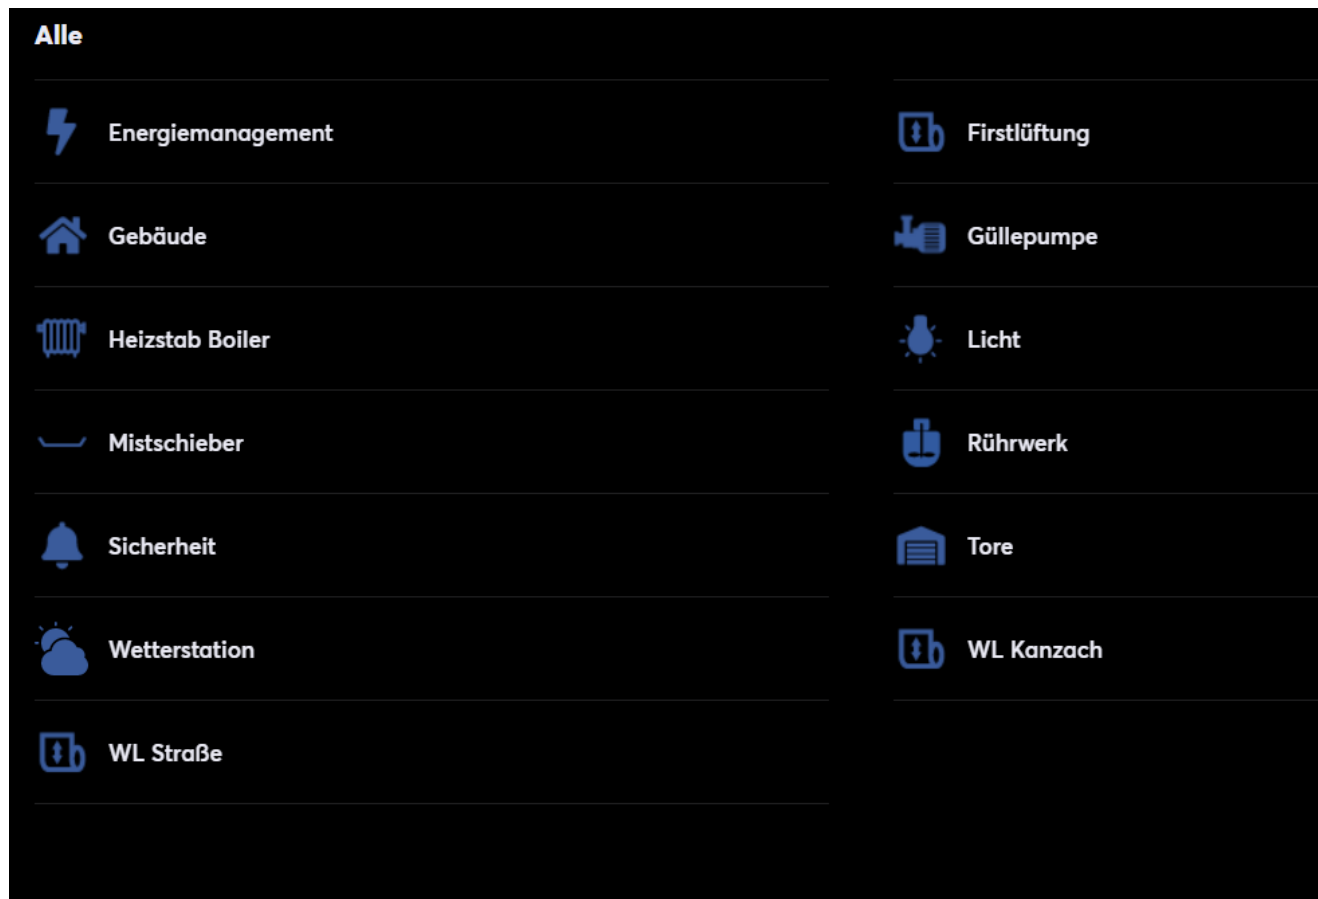 Alle
Energiemanagement
Firstlüftung
Gebäude
Güllepumpe
Heizstab Boiler
Licht
Mistschieber
Rührwerk
Sicherheit
Tore
Wetterstation
WL Kanzach
WL Straße